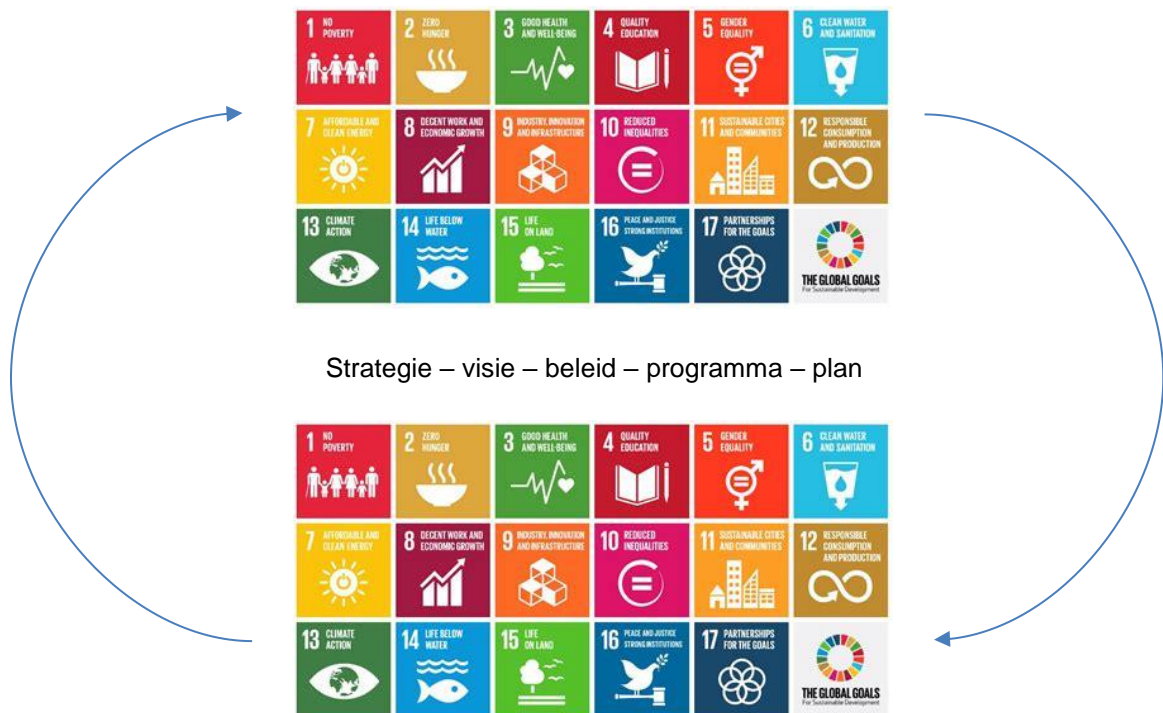 1 NO
POVERTY
2 ZERO
HUNGER
3 GOOD HEALTH
AND WELL-BEING
4 QUALITY
EDUCATION
5 GENDER
EQUALITY
6 CLEAN WATER
AND SANITATION
7 AFFORDABLE AND
CLEAN ENERGY
8 DECENT WORK AND
ECONOMIC GROWTH
9 INDUSTRY, INNOVATION
AND INFRASTRUCTURE
10 REDUCED
INEQUALITIES
11 SUSTAINABLE CITIES
AND COMMUNITIES
12 RESPONSIBLE
CONSUMPTION
AND PRODUCTION
13 CLIMATE
ACTION
14 LIFE BELOW
WATER
15 LIFE
ON LAND
16 PEACE AND JUSTICE
STRONG INSTITUTIONS
17 PARTNERSHIPS
FOR THE GOALS
THE GLOBAL GOALS
For Sustainable Development
Strategie – visie – beleid – programma – plan
1 NO
POVERTY
2 ZERO
HUNGER
3 GOOD HEALTH
AND WELL-BEING
4 QUALITY
EDUCATION
5 GENDER
EQUALITY
6 CLEAN WATER
AND SANITATION
7 AFFORDABLE AND
CLEAN ENERGY
8 DECENT WORK AND
ECONOMIC GROWTH
9 INDUSTRY, INNOVATION
AND INFRASTRUCTURE
10 REDUCED
INEQUALITIES
11 SUSTAINABLE CITIES
AND COMMUNITIES
12 RESPONSIBLE
CONSUMPTION
AND PRODUCTION
13 CLIMATE
ACTION
14 LIFE BELOW
WATER
15 LIFE
ON LAND
16 PEACE AND JUSTICE
STRONG INSTITUTIONS
17 PARTNERSHIPS
FOR THE GOALS
THE GLOBAL GOALS
For Sustainable Development